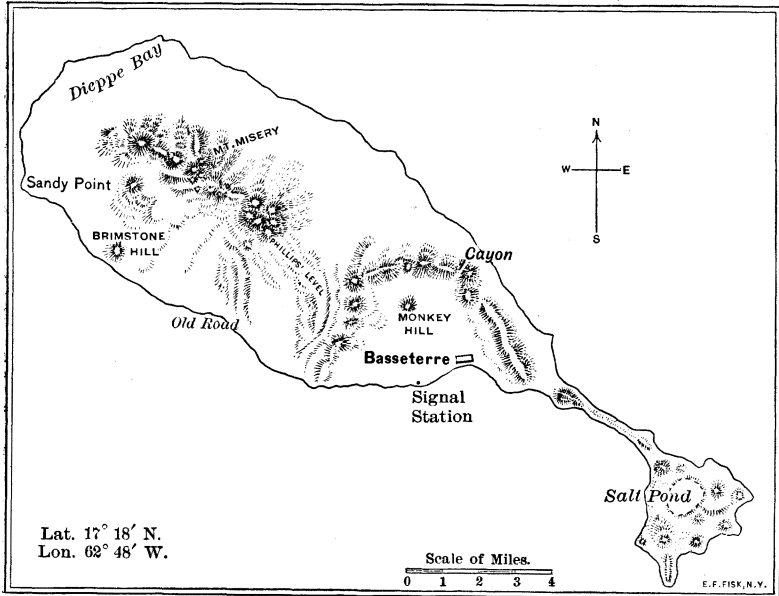 Dieppe Bay
MT. MISERY
N
W E
S
Sandy Point
BRIMSTONE
HILL
PHILLIPS' LEVEL
Cayon
Old Road
MONKEY
HILL
Basseterre
Signal
Station
Salt Pond
Lat. 17° 18′ N.
Lon. 62° 48′ W.
Scale of Miles.
0 1 2 3 4
E.F.FISK, N.Y.